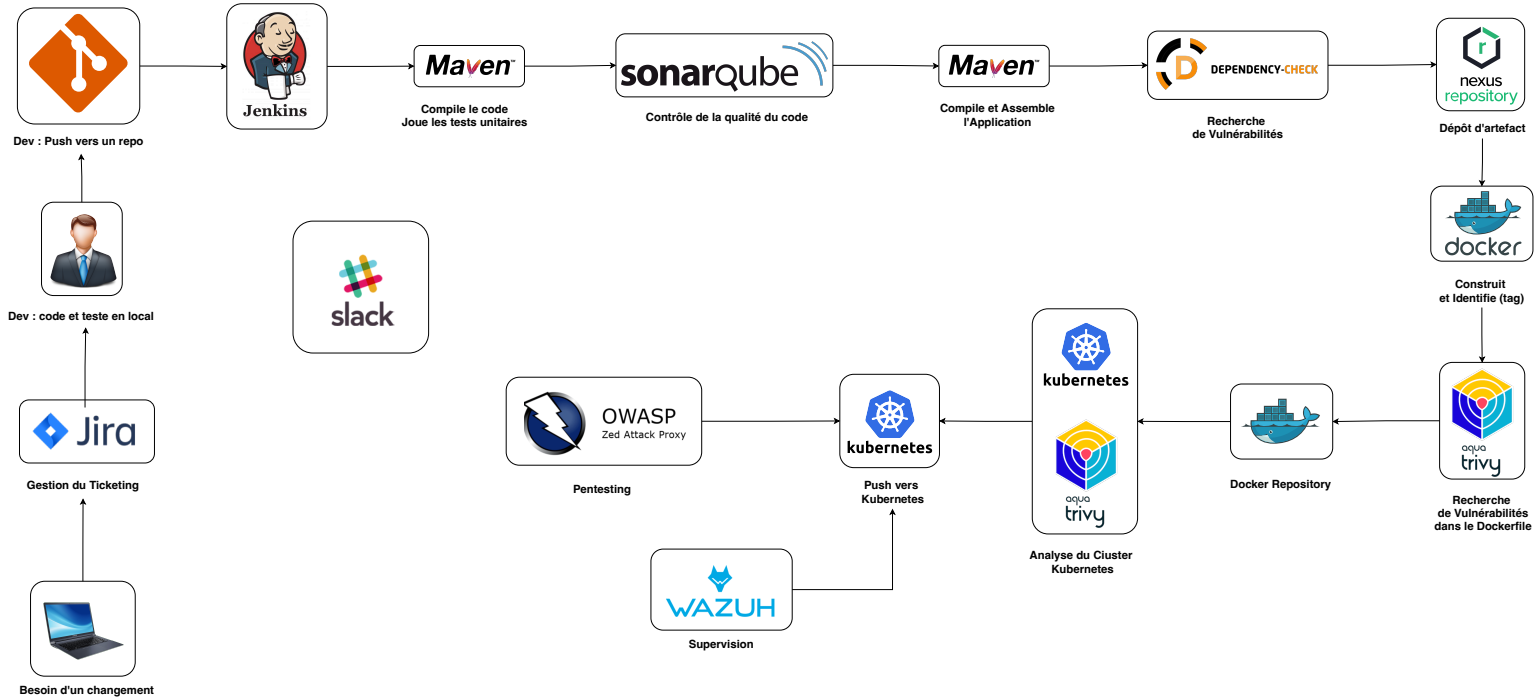 Jenkins
Maven™
Compile le code
Joue les tests unitaires
sonarqube
Contrôle de la qualité du code
Maven™
Compile et Assemble
l'Application
D
DEPENDENCY-CHECK
Recherche
de Vulnérabilités
r
nexus
repository
Dépôt d'artefact
Dev : Push vers un repo
docker
Construit
et Identifie (tag)
Dev : code et teste en local
slack
Jira
Gestion du Ticketing
OWASP
Zed Attack Proxy
Pentesting
kubernetes
Push vers
Kubernetes
kubernetes
aqua
trivy
Analyse du Cluster
Kubernetes
Docker Repository
aqua
trivy
Recherche
de Vulnérabilités
dans le Dockerfile
WAZUH
Supervision
Besoin d'un changement